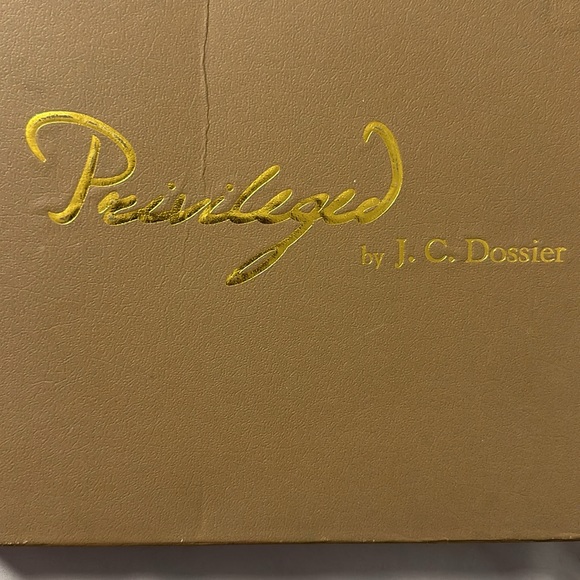 Privileged
by J. C. Dossier